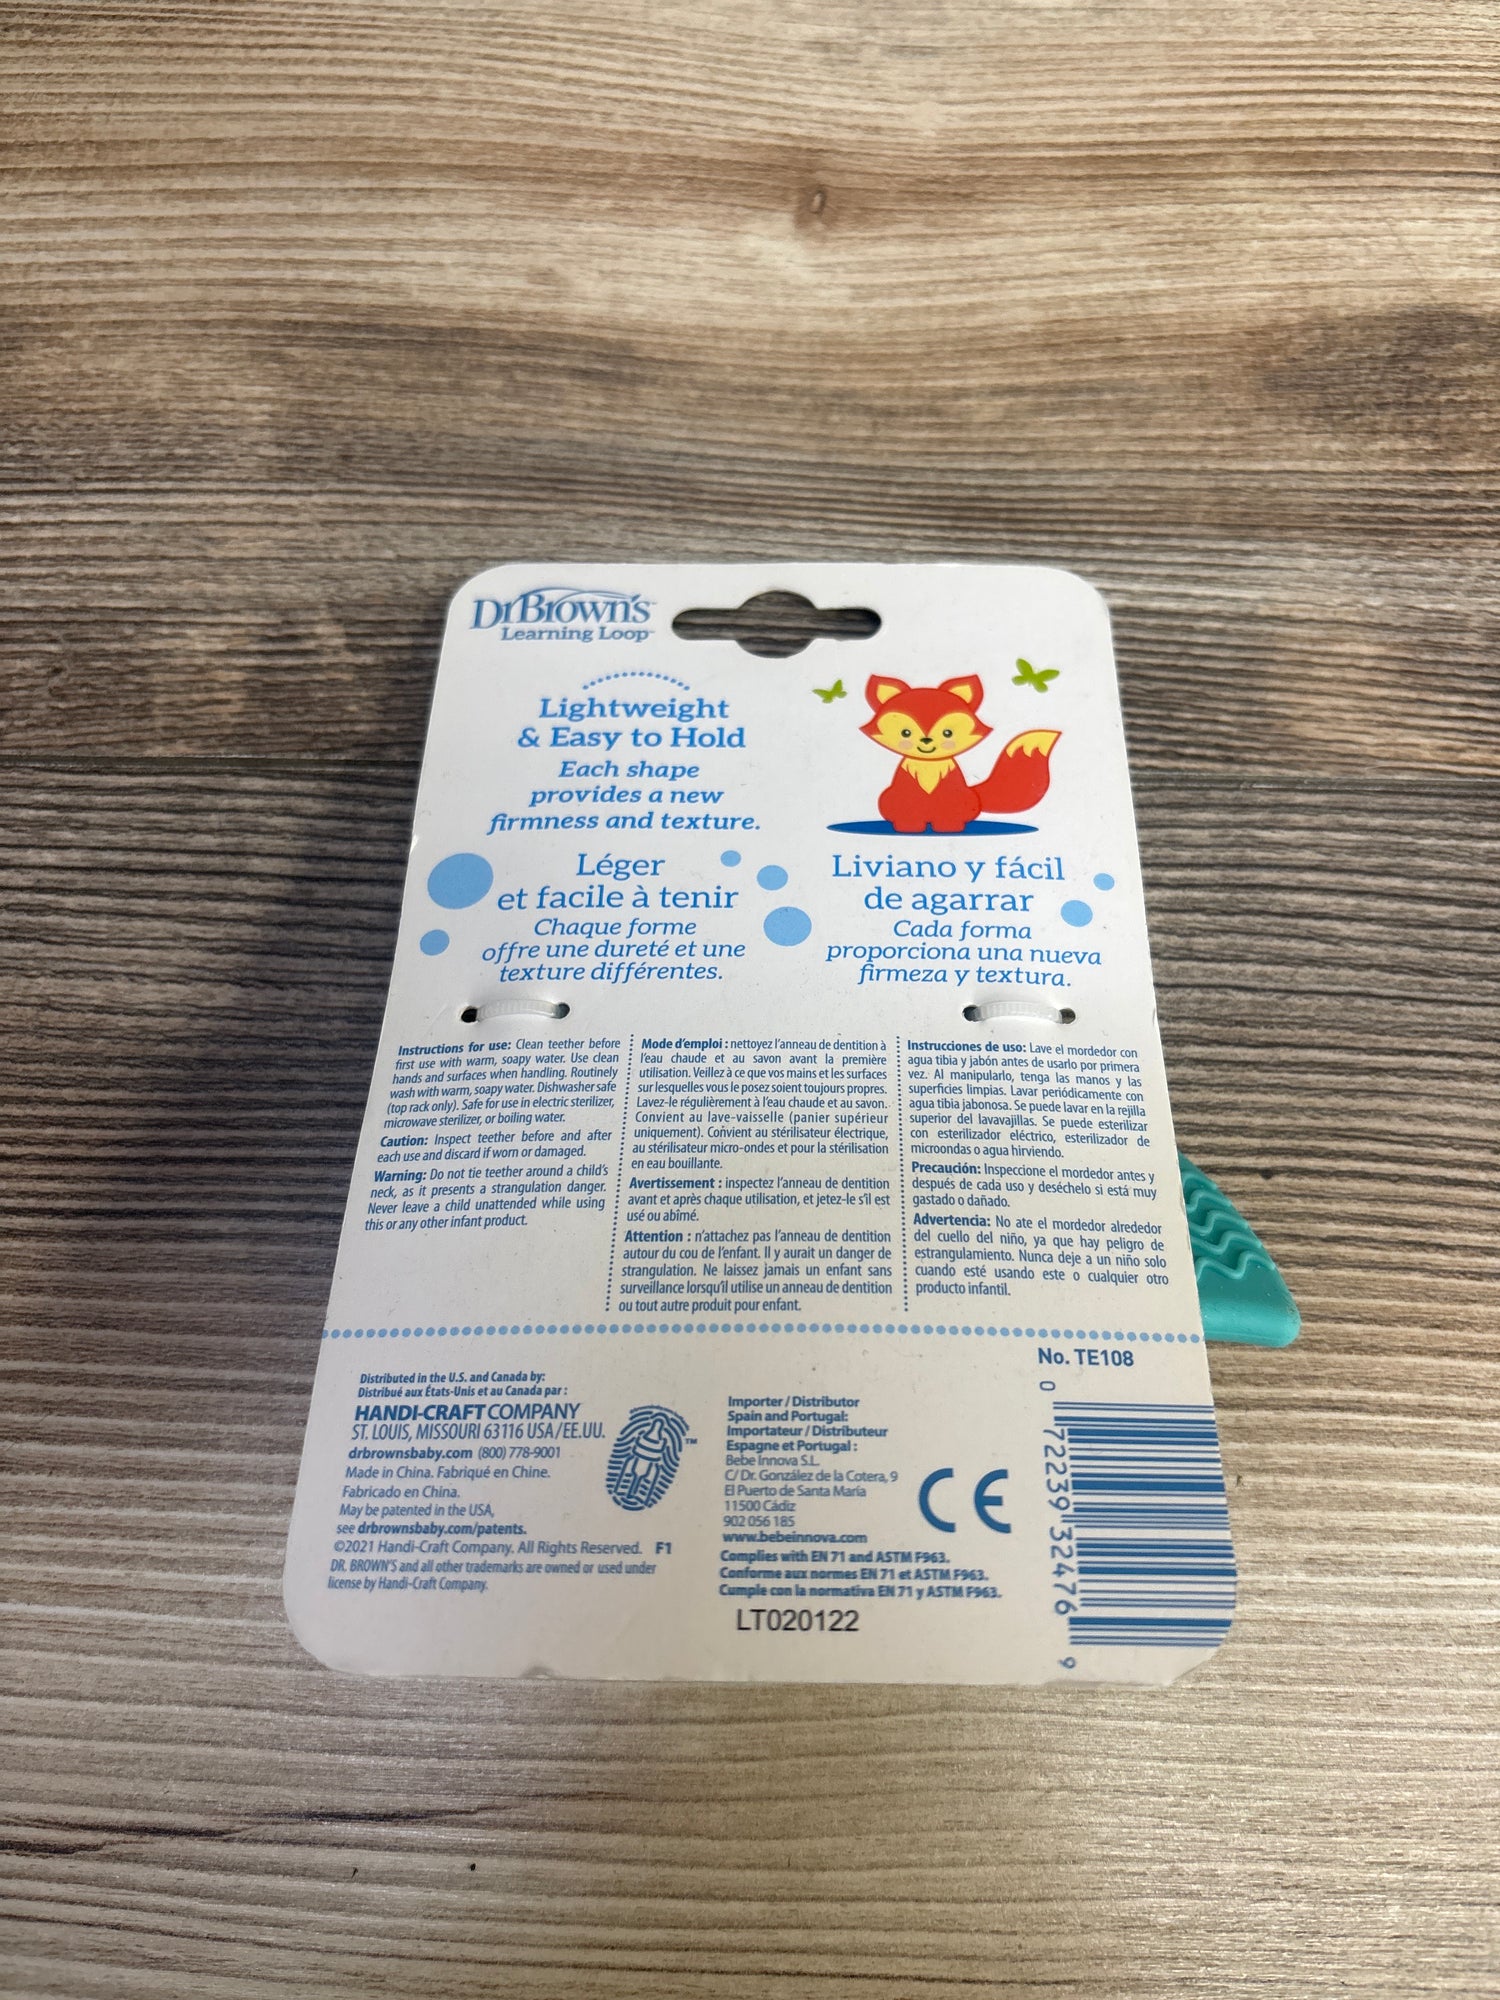 DrBrown's
Learning Loop™
Lightweight
& Easy to Hold
Each shape
provides a new
firmness and texture.
Léger
et facile à tenir
Chaque forme
offre une dureté et une
texture différentes.
Liviano y fácil
de agarrar
Cada forma
proporciona una nueva
firmeza y textura.
Instructions for use: Clean teether before
first use with warm, soapy water. Use clean
hands and surfaces when handling. Routinely
wash with warm, soapy water. Dishwasher safe
(top rack only). Safe for use in electric sterilizer,
microwave sterilizer, or boiling water.
Caution: Inspect teether before and after
each use and discard if worn or damaged.
Warning: Do not tie teether around a child's
neck, as it presents a strangulation danger.
Never leave a child unattended while using
this or any other infant product.
Mode d'emploi : nettoyez l'anneau de dentition à
l'eau chaude et au savon avant la première
utilisation. Veillez à ce que vos mains et les surfaces
sur lesquelles vous le posez soient toujours propres.
Lavez-le régulièrement à l'eau chaude et au savon.
Convient au lave-vaisselle (panier supérieur
uniquement). Convient au stérilisateur électrique,
au stérilisateur micro-ondes et pour la stérilisation
en eau bouillante.
Avertissement : inspectez l'anneau de dentition
avant et après chaque utilisation, et jetez-le s'il est
usé ou abîmé.
Attention : n'attachez pas l'anneau de dentition
autour du cou de l'enfant. Il y aurait un danger de
strangulation. Ne laissez jamais un enfant sans
surveillance lorsqu'il utilise un anneau de dentition
ou tout autre produit pour enfant.
Instrucciones de uso: Lave el mordedor con
agua tibia y jabón antes de usarlo por primera
vez. Al manipularlo, tenga las manos y las
superficies limpias. Lavar periódicamente con
agua tibia jabonosa. Se puede lavar en la rejilla
superior del lavavajillas. Se puede esterilizar
con esterilizador eléctrico, esterilizador de
microondas o agua hirviendo.
Precaución: Inspeccione el mordedor antes y
después de cada uso y deséchelo si está muy
gastado o dañado.
Advertencia: No ate el mordedor alrededor
del cuello del niño, ya que hay peligro de
estrangulamiento. Nunca deje a un niño solo
cuando esté usando este o cualquier otro
producto infantil.
Distributed in the U.S. and Canada by:
Distribué aux États-Unis et au Canada par :
HANDI-CRAFT COMPANY
ST. LOUIS, MISSOURI 63116 USA/EE.UU.
drbrownsbaby.com (800) 778-9001
Made in China. Fabriqué en Chine.
Fabricado en China.
May be patented in the USA,
see drbrownsbaby.com/patents.
©2021 Handi-Craft Company. All Rights Reserved. F1
DR. BROWN'S and all other trademarks are owned or used under
license by Handi-Craft Company.
TM
Importer / Distributor
Spain and Portugal:
Importateur / Distributeur
Espagne et Portugal :
Bebe Innova S.L.
C/ Dr. González de la Cotera, 9
El Puerto de Santa María
11500 Cádiz
902 056 185
www.bebeinnova.com
Complies with EN 71 and ASTM F963.
Conforme aux normes EN 71 et ASTM F963.
Cumple con la normativa EN 71 y ASTM F963.
LT020122
CE
No. TE108
0 72239 32476 9